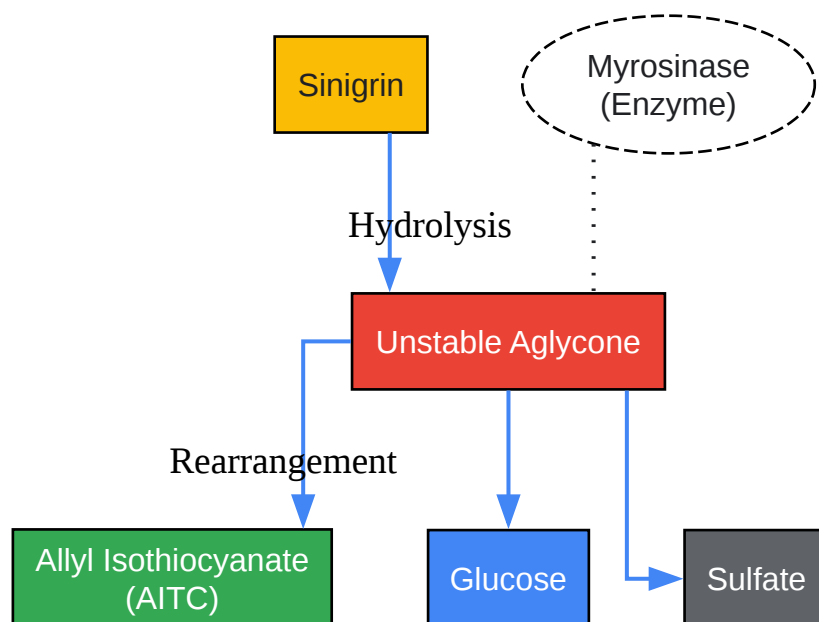 Sinigrin
Myrosinase
(Enzyme)
Hydrolysis
Unstable Aglycone
Rearrangement
Allyl Isothiocyanate
(AITC)
Glucose
Sulfate